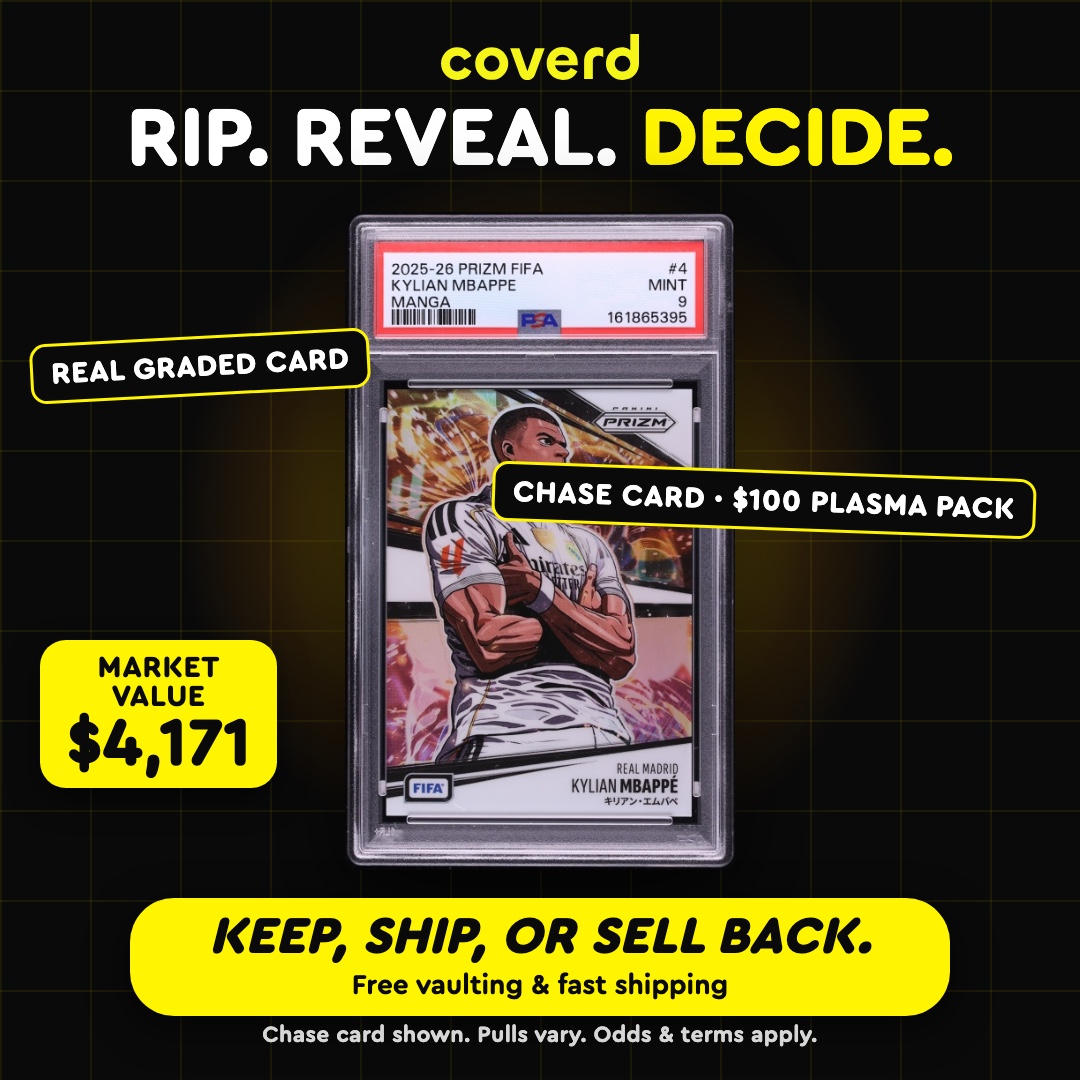 coverd
RIP. REVEAL. DECIDE.
2025-26 PRIZM FIFA #4
KYLIAN MBAPPE MINT
MANGA 9
PSA 161865395
REAL GRADED CARD
PANINI
PRIZM
CHASE CARD • $100 PLASMA PACK
MARKET
VALUE
$4,171
REAL MADRID
KYLIAN MBAPPÉ
キリアン・エムバペ
FIFA
KEEP, SHIP, OR SELL BACK.
Free vaulting & fast shipping
Chase card shown. Pulls vary. Odds & terms apply.